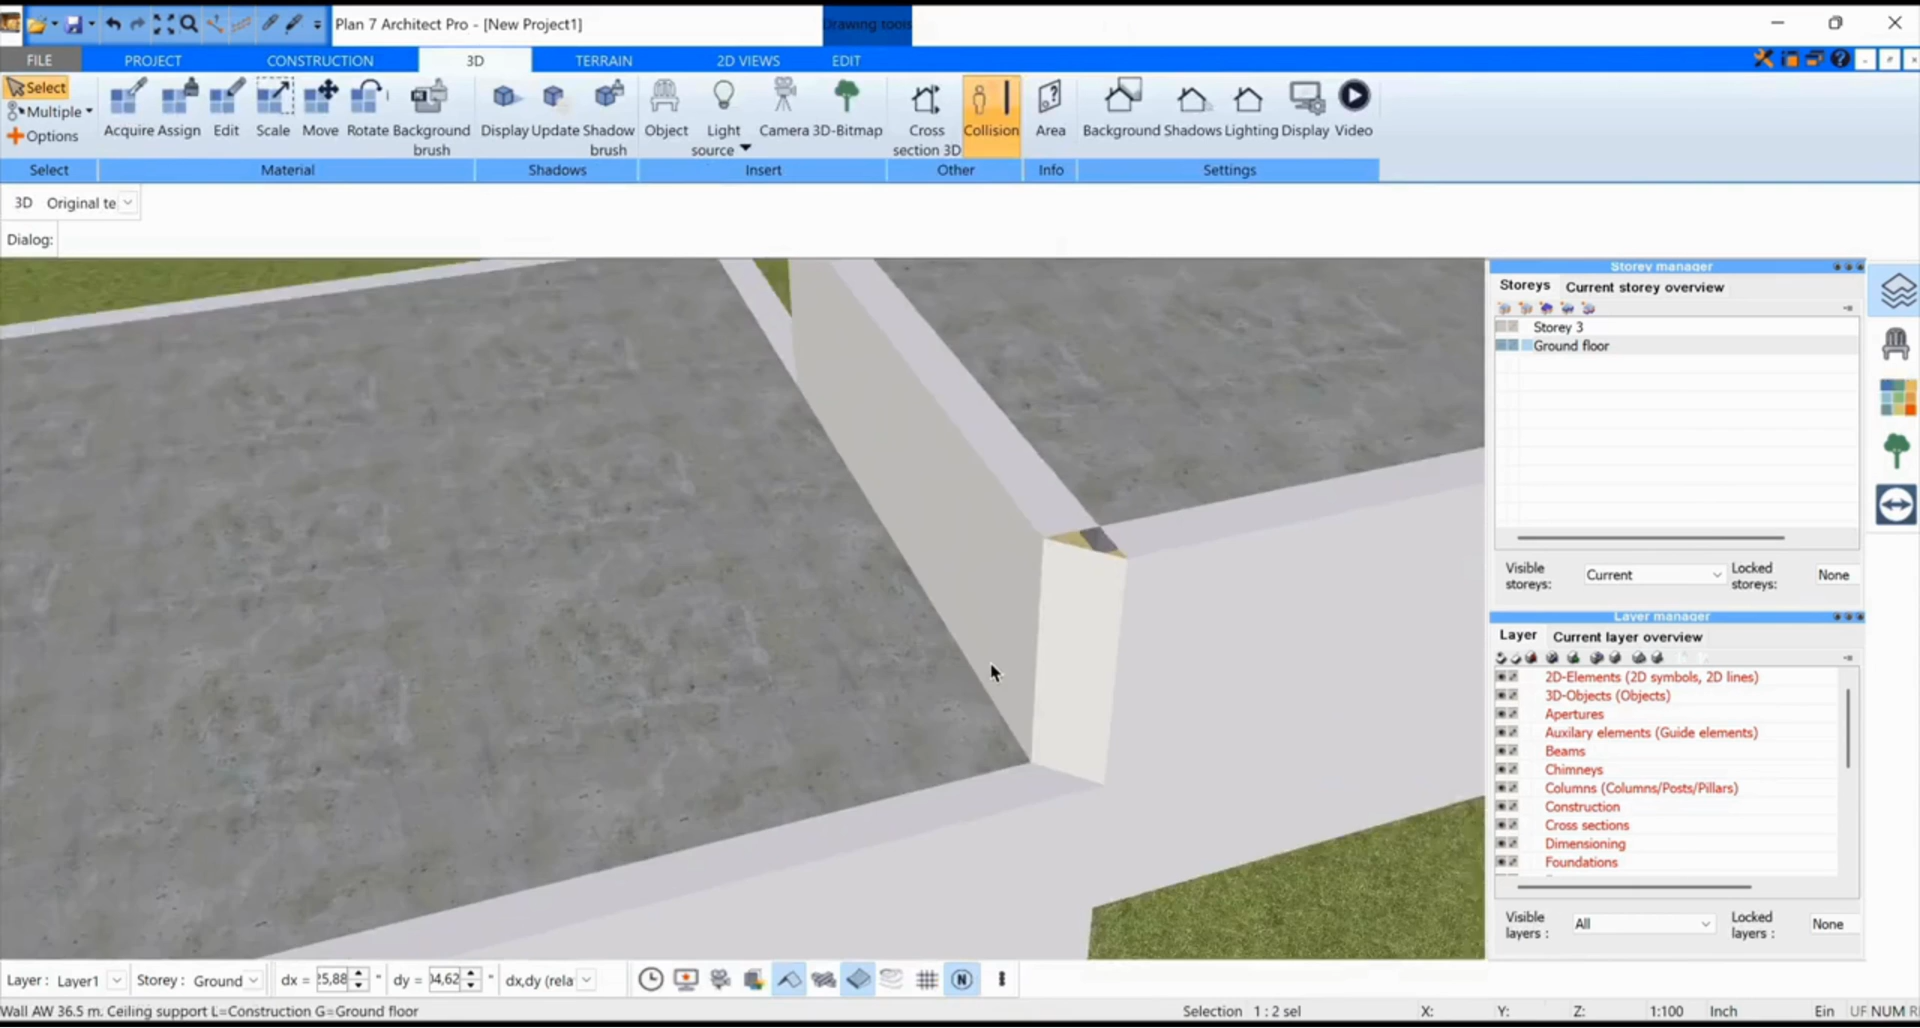 Plan 7 Architect Pro - [New Project1]
Drawing tools
FILE PROJECT CONSTRUCTION 3D TERRAIN 2D VIEWS EDIT
Select
Multiple
Options
Acquire Assign Edit Scale Move Rotate Background brush
Display Update Shadow brush
Object Light source Camera 3D-Bitmap
Cross section 3D Collision
Area
Background Shadows Lighting Display Video
Select Material Shadows Insert Other Info Settings
3D Original te
Dialog:
Storey manager
Storeys Current storey overview
Storey 3
Ground floor
Visible storeys: Current Locked storeys: None
Layer manager
Layer Current layer overview
2D-Elements (2D symbols, 2D lines)
3D-Objects (Objects)
Apertures
Auxilary elements (Guide elements)
Beams
Chimneys
Columns (Columns/Posts/Pillars)
Construction
Cross sections
Dimensioning
Foundations
Visible layers : All Locked layers : None
Layer : Layer1 Storey : Ground dx = 25,88 " dy = 04,62 " dx,dy (rela
N
Wall AW 36.5 m. Ceiling support L=Construction G=Ground floor
Selection 1 : 2 sel X: Y: Z: 1:100 Inch Ein UF NUM R